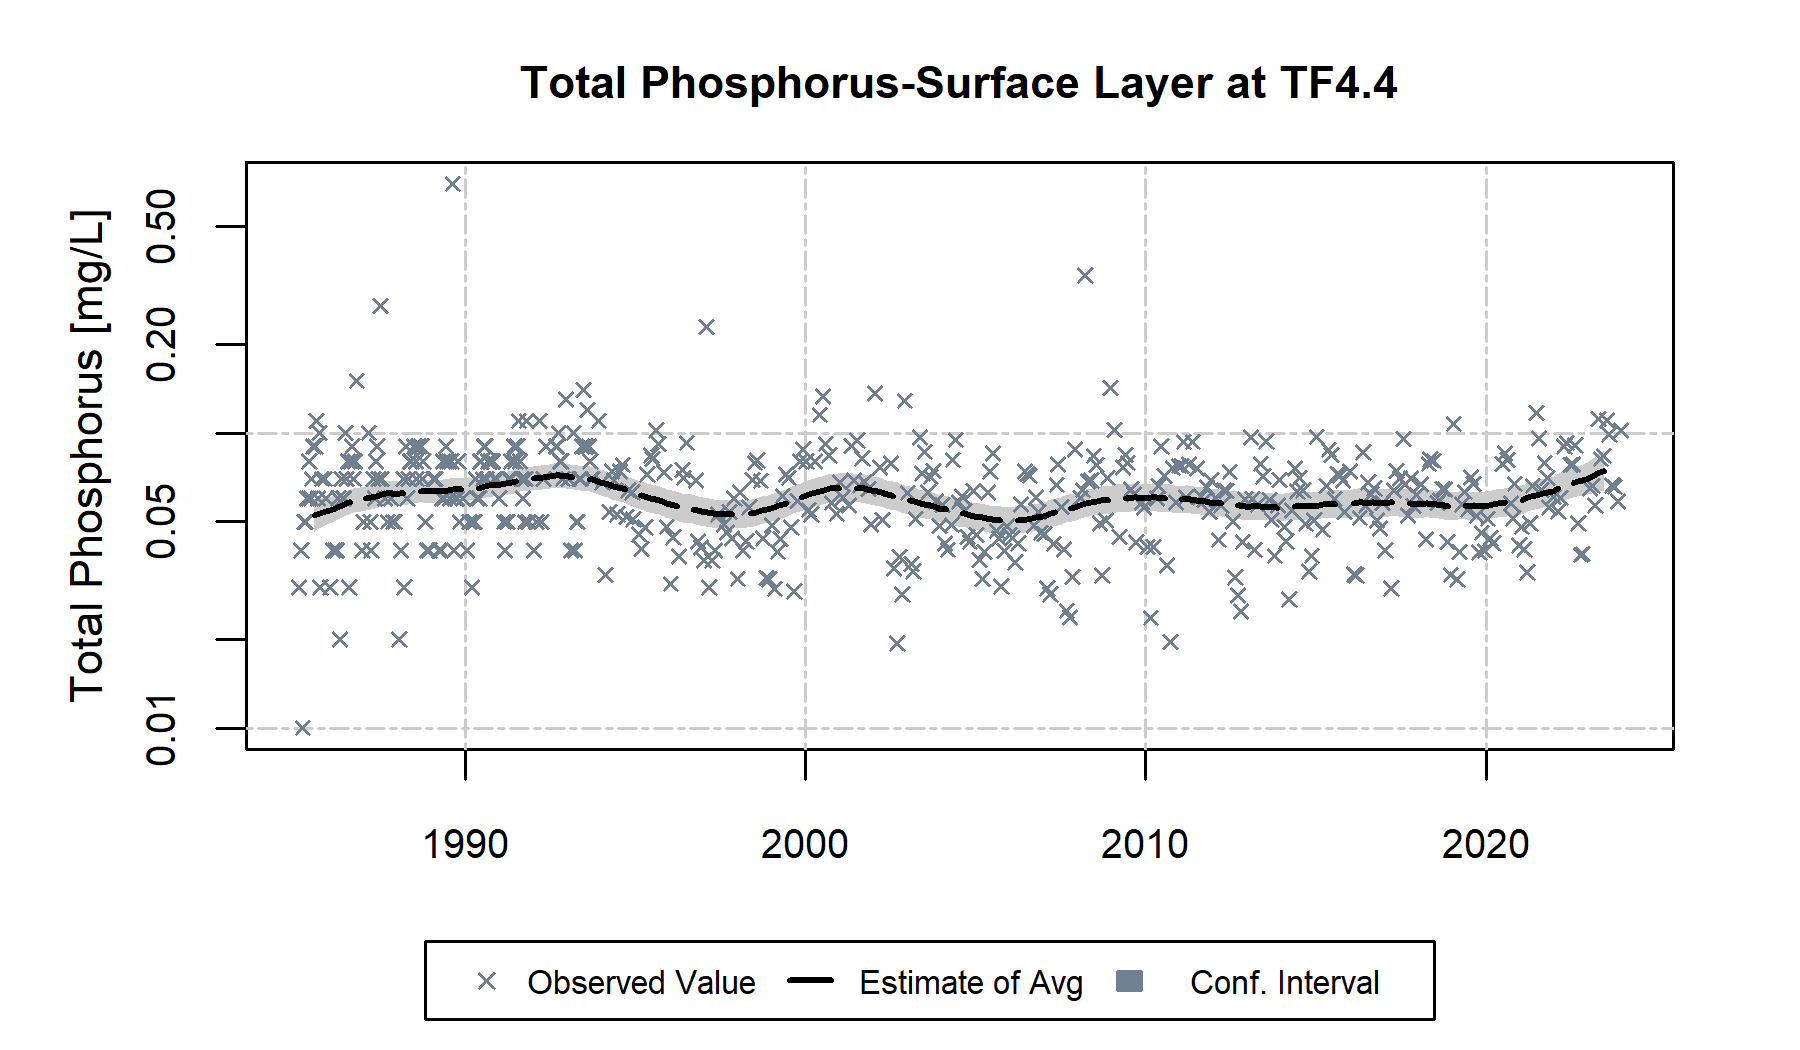 Total Phosphorus-Surface Layer at TF4.4
Total Phosphorus [mg/L]
0.50
0.20
0.05
0.01
1990 2000 2010 2020
Observed Value Estimate of Avg Conf. Interval